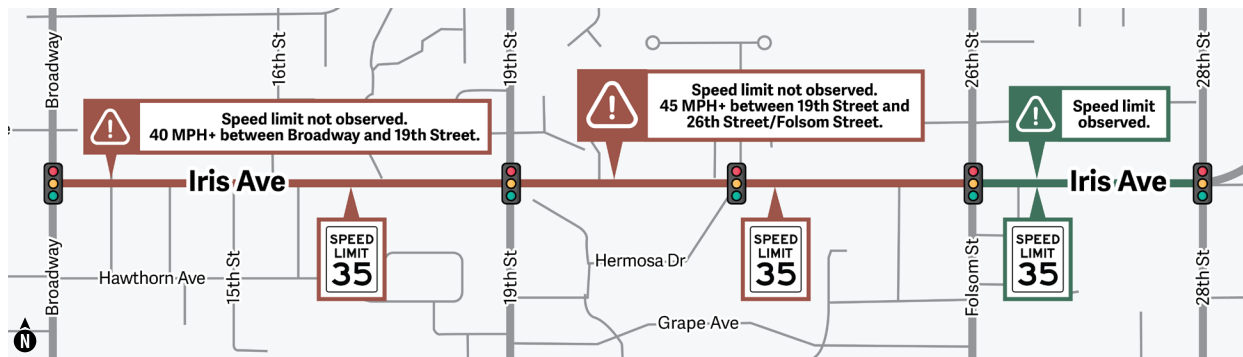 Broadway
16th St
19th St
26th St
28th St
Speed limit not observed.
40 MPH+ between Broadway and 19th Street.
Speed limit not observed.
45 MPH+ between 19th Street and
26th Street/Folsom Street.
Speed limit
observed.
e
Iris Ave
Iris Ave
SPEED
LIMIT
35
SPEED
LIMIT
35
SPEED
LIMIT
35
Broadway
Hawthorn Ave
15th St
19th St
Hermosa Dr
Grape Ave
Folsom St
28th St
N